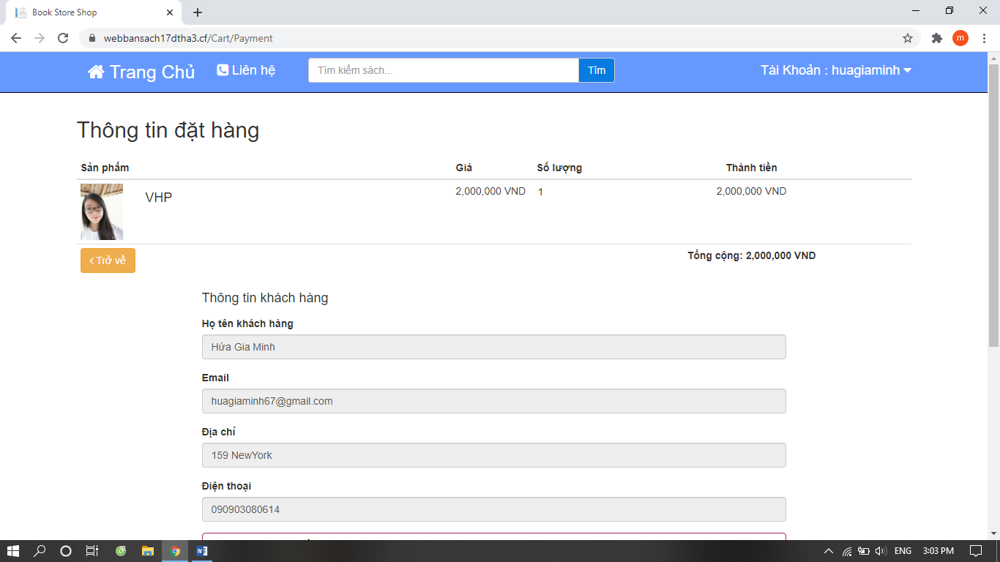 Book Store Shop
webbansach17dtha3.cf/Cart/Payment
m
Trang Chủ Liên hệ Tìm kiếm sách... Tìm Tài Khoản : huagiaminh
Thông tin đặt hàng
Sản phẩm Giá Số lượng Thành tiền
VHP 2,000,000 VND 1 2,000,000 VND
Trở về Tổng cộng: 2,000,000 VND
Thông tin khách hàng
Họ tên khách hàng
Hứa Gia Minh
Email
huagiaminh67@gmail.com
Địa chỉ
159 NewYork
Điện thoại
090903080614
ENG 3:03 PM